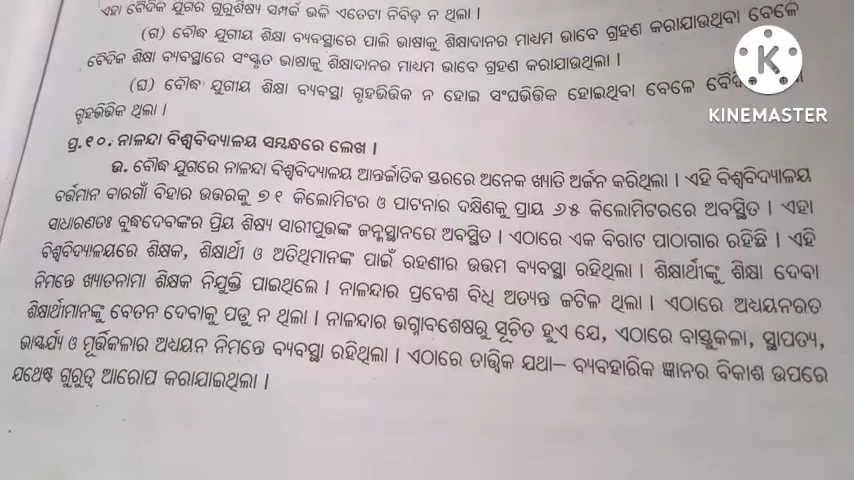 ଏହା ବୈଦିକ ଯୁଗର ଗୁରୁଶିଷ୍ୟ ସମ୍ପର୍କ ଭଳି ଏତେଟା ନିବିଡ଼ ନ ଥିଲା ।
(ଗ) ବୌଦ୍ଧ ଯୁଗୀୟ ଶିକ୍ଷା ବ୍ୟବସ୍ଥାରେ ପାଲି ଭାଷାକୁ ଶିକ୍ଷାଦାନର ମାଧ୍ୟମ ଭାବେ ଗ୍ରହଣ କରାଯାଉଥିବା ବେଳେ
ବୈଦିକ ଶିକ୍ଷା ବ୍ୟବସ୍ଥାରେ ସଂସ୍କୃତ ଭାଷାକୁ ଶିକ୍ଷାଦାନର ମାଧ୍ୟମ ଭାବେ ଗ୍ରହଣ କରାଯାଉଥିଲା ।
(ଘ) ବୌଦ୍ଧ ଯୁଗୀୟ ଶିକ୍ଷା ବ୍ୟବସ୍ଥା ଗୃହଭିତ୍ତିକ ନ ହୋଇ ସଂଘଭିତ୍ତିକ ହୋଇଥିବା ବେଳେ
ଗୃହଭିତ୍ତିକ ଥିଲା ।
K
KINEMASTER
ପ୍ର.୧୦. ନାଳନ୍ଦା ବିଶ୍ୱବିଦ୍ୟାଳୟ ସମ୍ବନ୍ଧରେ ଲେଖ ।
ଉ. ବୌଦ୍ଧ ଯୁଗରେ ନାଳନ୍ଦା ବିଶ୍ୱବିଦ୍ୟାଳୟ ଆନ୍ତର୍ଜାତିକ ସ୍ତରରେ ଅନେକ ଖ୍ୟାତି ଅର୍ଜନ କରିଥିଲା । ଏହି ବିଶ୍ୱବିଦ୍ୟାଳୟ
ବର୍ତ୍ତମାନ ବାରଗାଁ ବିହାର ଉତ୍ତରକୁ ୭୧ କିଲୋମିଟର ଓ ପାଟନାର ଦକ୍ଷିଣକୁ ପ୍ରାୟ ୬୫ କିଲୋମିଟରରେ ଅବସ୍ଥିତ । ଏହା
ସାଧାରଣତଃ ବୁଦ୍ଧଦେବଙ୍କର ପ୍ରିୟ ଶିଷ୍ୟ ସାରୀପୁତ୍ତଙ୍କ ଜନ୍ମସ୍ଥାନରେ ଅବସ୍ଥିତ । ଏଠାରେ ଏକ ବିରାଟ ପାଠାଗାର ରହିଛି । ଏହି
ବିଶ୍ୱବିଦ୍ୟାଳୟରେ ଶିକ୍ଷକ, ଶିକ୍ଷାର୍ଥୀ ଓ ଅତିଥିମାନଙ୍କ ପାଇଁ ରହଣୀର ଉତ୍ତମ ବ୍ୟବସ୍ଥା ରହିଥିଲା । ଶିକ୍ଷାର୍ଥୀଙ୍କୁ ଶିକ୍ଷା ଦେବା
ନିମନ୍ତେ ଖ୍ୟାତନାମା ଶିକ୍ଷକ ନିଯୁକ୍ତି ପାଇଥିଲେ । ନାଳନ୍ଦାର ପ୍ରବେଶ ବିଧି ଅତ୍ୟନ୍ତ ଜଟିଳ ଥିଲା । ଏଠାରେ ଅଧ୍ୟୟନରତ
ଶିକ୍ଷାର୍ଥୀମାନଙ୍କୁ ବେତନ ଦେବାକୁ ପଡୁ ନ ଥିଲା । ନାଳନ୍ଦାର ଭଗ୍ନାବଶେଷରୁ ସୂଚିତ ହୁଏ ଯେ, ଏଠାରେ ବାସ୍ତୁକଳା, ସ୍ଥାପତ୍ୟ,
ଭାସ୍କର୍ଯ୍ୟ ଓ ମୂର୍ତ୍ତିକଳାର ଅଧ୍ୟୟନ ନିମନ୍ତେ ବ୍ୟବସ୍ଥା ରହିଥିଲା । ଏଠାରେ ତାତ୍ତ୍ୱିକ ଯଥା– ବ୍ୟବହାରିକ ଜ୍ଞାନର ବିକାଶ ଉପରେ
ଯଥେଷ୍ଟ ଗୁରୁତ୍ୱ ଆରୋପ କରାଯାଇଥିଲା ।